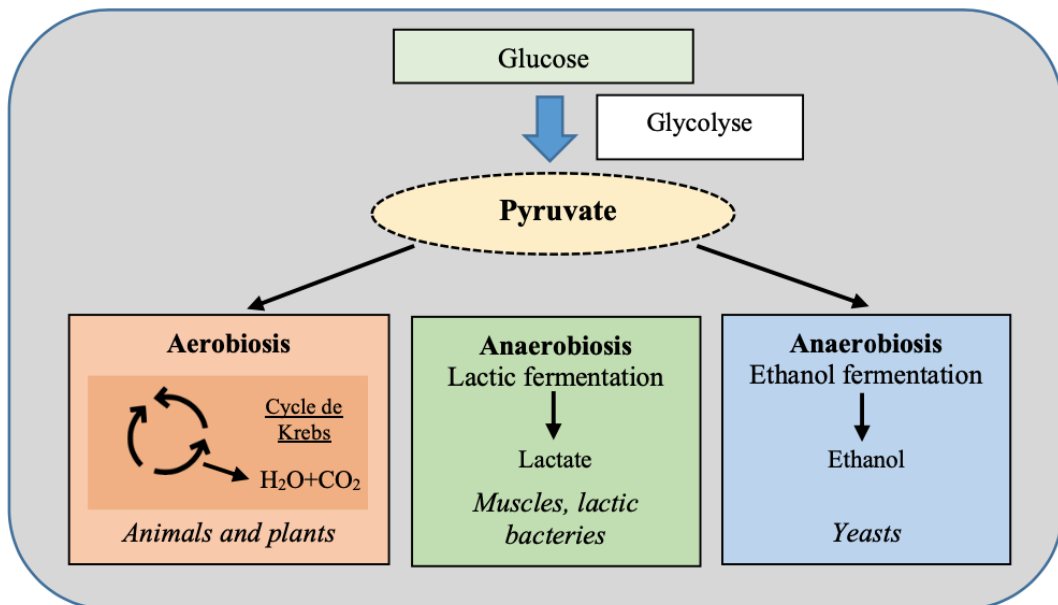 Glucose
Glycolyse
Pyruvate
Aerobiosis
Cycle de
Krebs
H₂O+CO₂
Animals and plants
Anaerobiosis
Lactic fermentation
Lactate
Muscles, lactic
bacteries
Anaerobiosis
Ethanol fermentation
Ethanol
Yeasts